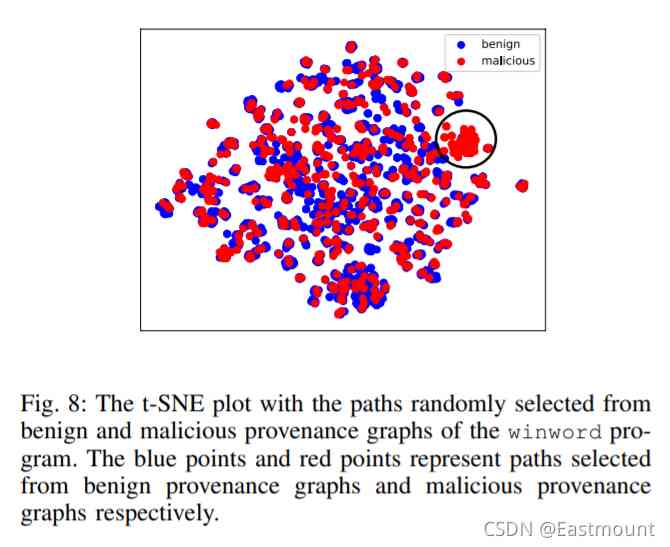 benign
malicious
Fig. 8: The t-SNE plot with the paths randomly selected from
benign and malicious provenance graphs of the winword pro-
gram. The blue points and red points represent paths selected
from benign provenance graphs and malicious provenance
graphs respectively.
CSDN @Eastmount